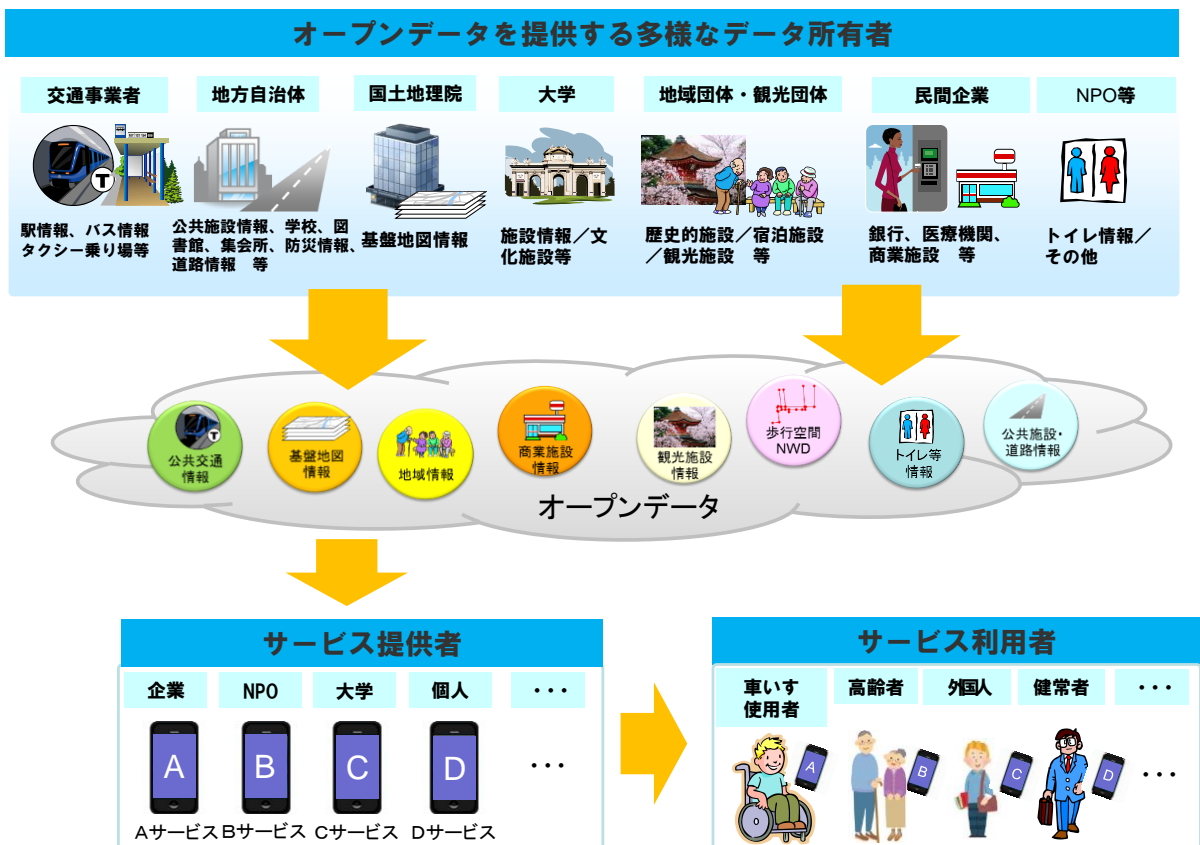 オープンデータを提供する多様なデータ所有者
交通事業者
地方自治体
国土地理院
大学
地域団体・観光団体
民間企業
NPO等
駅情報、バス情報
タクシー乗り場等
公共施設情報、学校、図
書館、集会所、防災情報、
道路情報　等
基盤地図情報
施設情報／文
化施設等
歴史的施設／宿泊施設
／観光施設　等
銀行、医療機関、
商業施設　等
トイレ情報／
その他
公共交通
情報
基盤地図
情報
地域情報
商業施設
情報
観光施設
情報
歩行空間
NWD
トイレ等
情報
公共施設・
道路情報
オープンデータ
サービス提供者
企業
NPO
大学
個人
・・・
A
B
C
D
・・・
Aサービス
Bサービス
Cサービス
Dサービス
サービス利用者
車いす
使用者
高齢者
外国人
健常者
・・・
A
B
C
D
・・・